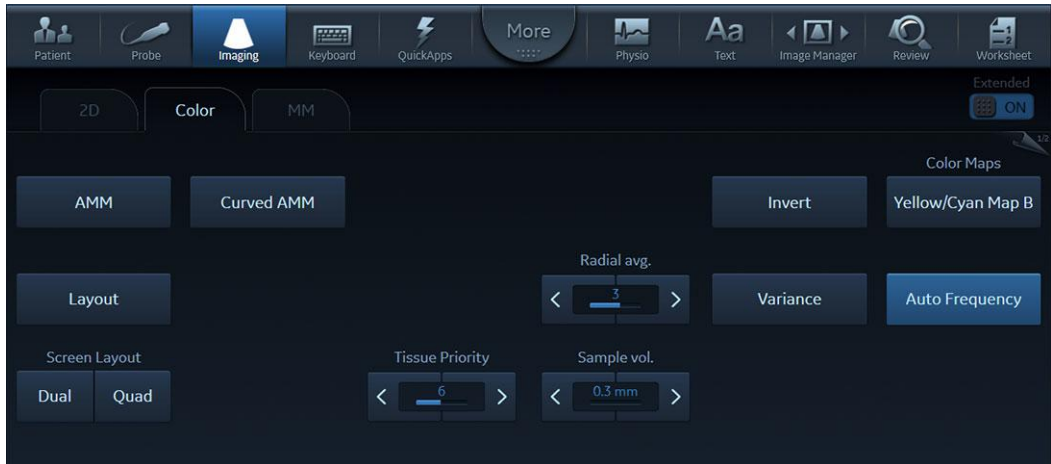 Patient
Probe
Imaging
Keyboard
QuickApps
More
Physio
Aa
Text
Image Manager
Review
Worksheet
2D
Color
MM
Extended
ON
1/2
Color Maps
AMM
Curved AMM
Invert
Yellow/Cyan Map B
Radial avg.
Layout
3
Variance
Auto Frequency
Screen Layout
Tissue Priority
Sample vol.
Dual
Quad
6
0.3 mm